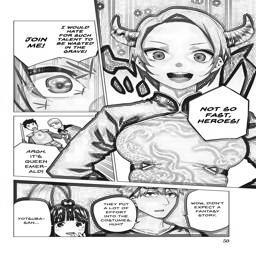 I WOULD
HATE
FOR SUCH
TALENT TO
BE WASTED
IN THE
GRAVE!
JOIN
ME!
NOT SO
FAST,
HEROES!
ARGH,
IT'S
QUEEN
EMER-
ALD!
WOW, DIDN'T
EXPECT A
FANTASY
STORY.
THEY PUT
A LOT OF
EFFORT
INTO THE
COSTUMES,
HUH?
YOTSUBA-
SAN...
50